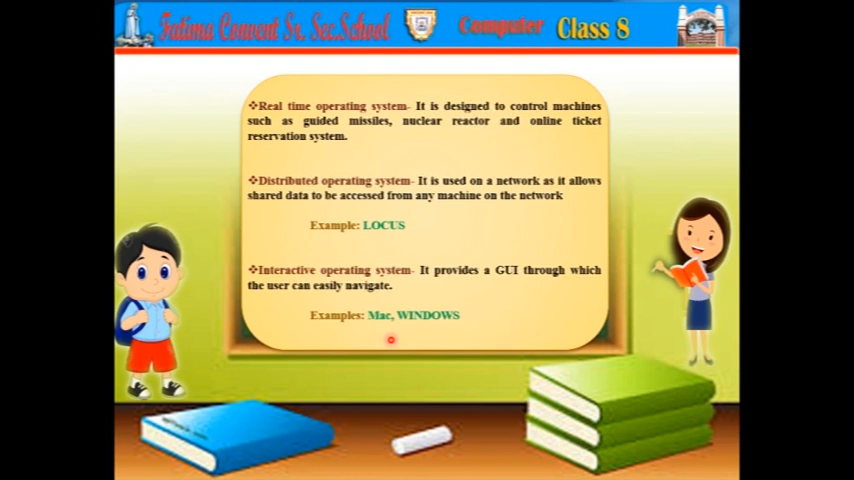 Fatima Convent Sr. Sec.School Computer Class 8
❖Real time operating system- It is designed to control machines
such as guided missiles, nuclear reactor and online ticket
reservation system.
❖Distributed operating system- It is used on a network as it allows
shared data to be accessed from any machine on the network
Example: LOCUS
❖Interactive operating system- It provides a GUI through which
the user can easily navigate.
Examples: Mac, WINDOWS